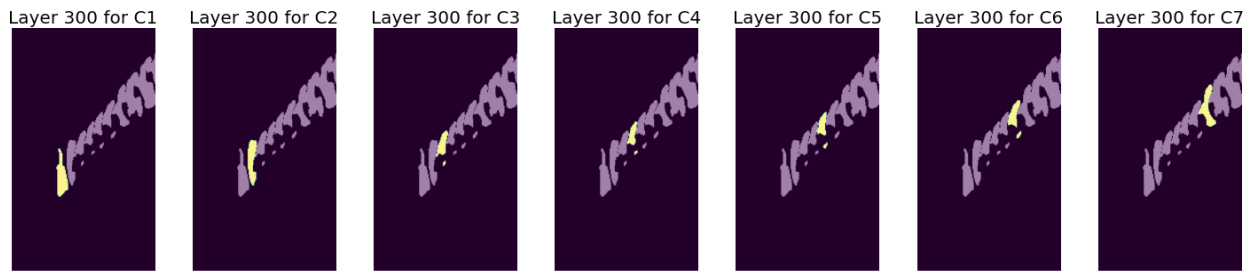 Layer 300 for C1
Layer 300 for C2
Layer 300 for C3
Layer 300 for C4
Layer 300 for C5
Layer 300 for C6
Layer 300 for C7